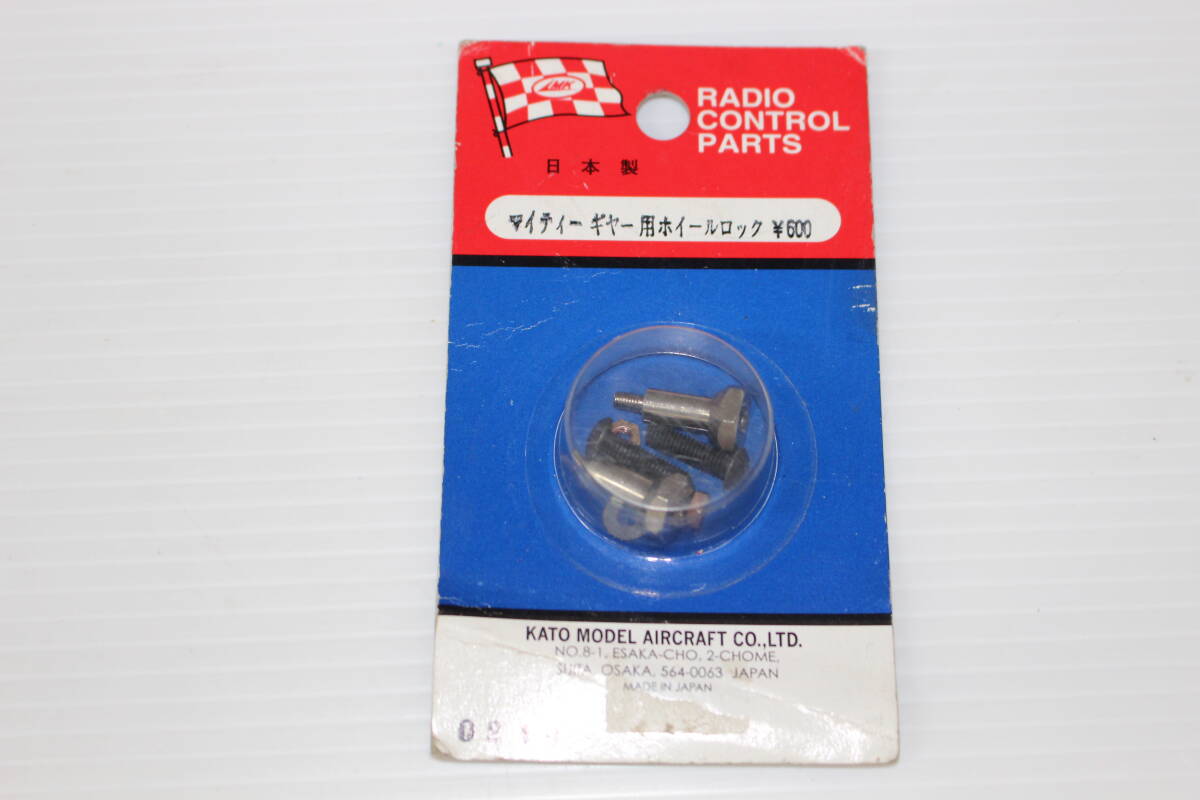 MK
RADIO
CONTROL
PARTS
日本製
マイティー ギヤー用ホイールロック ¥600
KATO MODEL AIRCRAFT CO.,LTD.
NO.8-1, ESAKA-CHO, 2-CHOME,
SUITA, OSAKA, 564-0063 JAPAN
MADE IN JAPAN